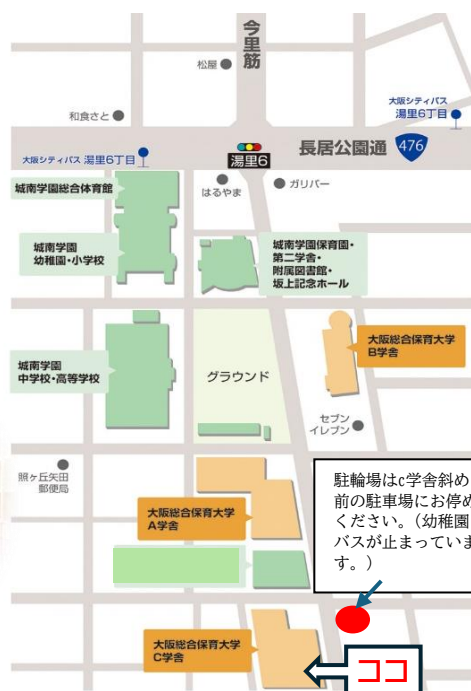 今里筋
松屋
和食さと
大阪シティバス
湯里6丁目
大阪シティバス 湯里6丁目
湯里6
長居公園通
476
城南学園総合体育館
はるやま
ガリバー
城南学園
幼稚園・小学校
城南学園保育園・
第二学舎・
附属図書館・
坂上記念ホール
大阪総合保育大学
B学舎
城南学園
中学校・高等学校
グラウンド
セブン
イレブン
照ヶ丘矢田
郵便局
駐輪場はc学舎斜め
前の駐車場にお停め
ください。（幼稚園
バスが止まっていま
す。）
大阪総合保育大学
A学舎
大阪総合保育大学
C学舎
ココ